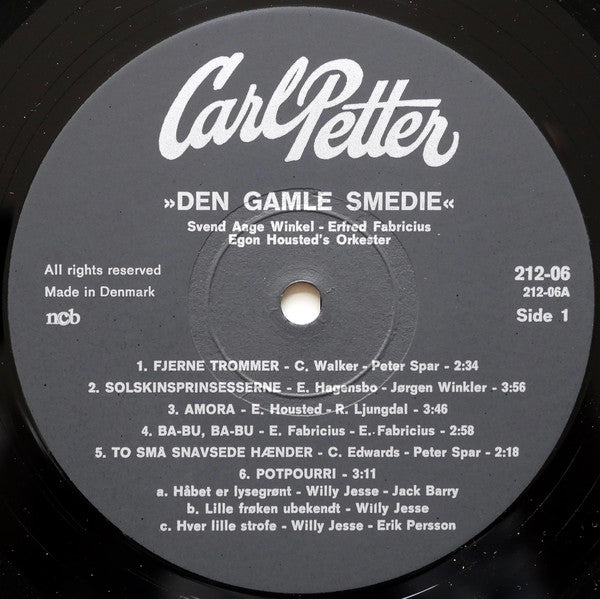 Carl Petter
»DEN GAMLE SMEDIE«
Svend Aage Winkel - Erfred Fabricius
Egon Housted's Orkester
All rights reserved
Made in Denmark
ncb
212-06
212-06A
Side 1
1. FJERNE TROMMER - C. Walker - Peter Spar - 2:34
2. SOLSKINSPRINSESSERNE - E. Hagensbo - Jørgen Winkler - 3:56
3. AMORA - E. Housted - R. Ljungdal - 3:46
4. BA-BU, BA-BU - E. Fabricius - E. Fabricius - 2:58
5. TO SMÅ SNAVSEDE HÆNDER - C. Edwards - Peter Spar - 2:18
6. POTPOURRI - 3:11
a. Håbet er lysegrønt - Willy Jesse - Jack Barry
b. Lille frøken ubekendt - Willy Jesse
c. Hver lille strofe - Willy Jesse - Erik Persson